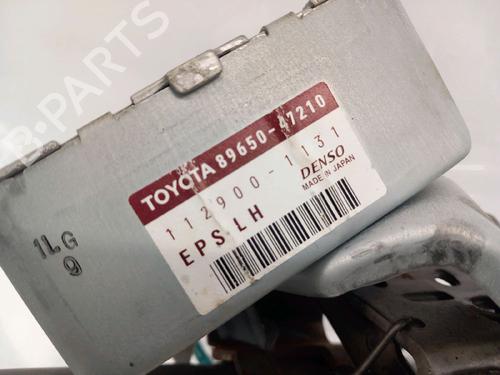 TOYOTA 89650-47210
112900-1131
DENSO
MADE IN JAPAN
EPS LH
1LG
9
B-PARTS